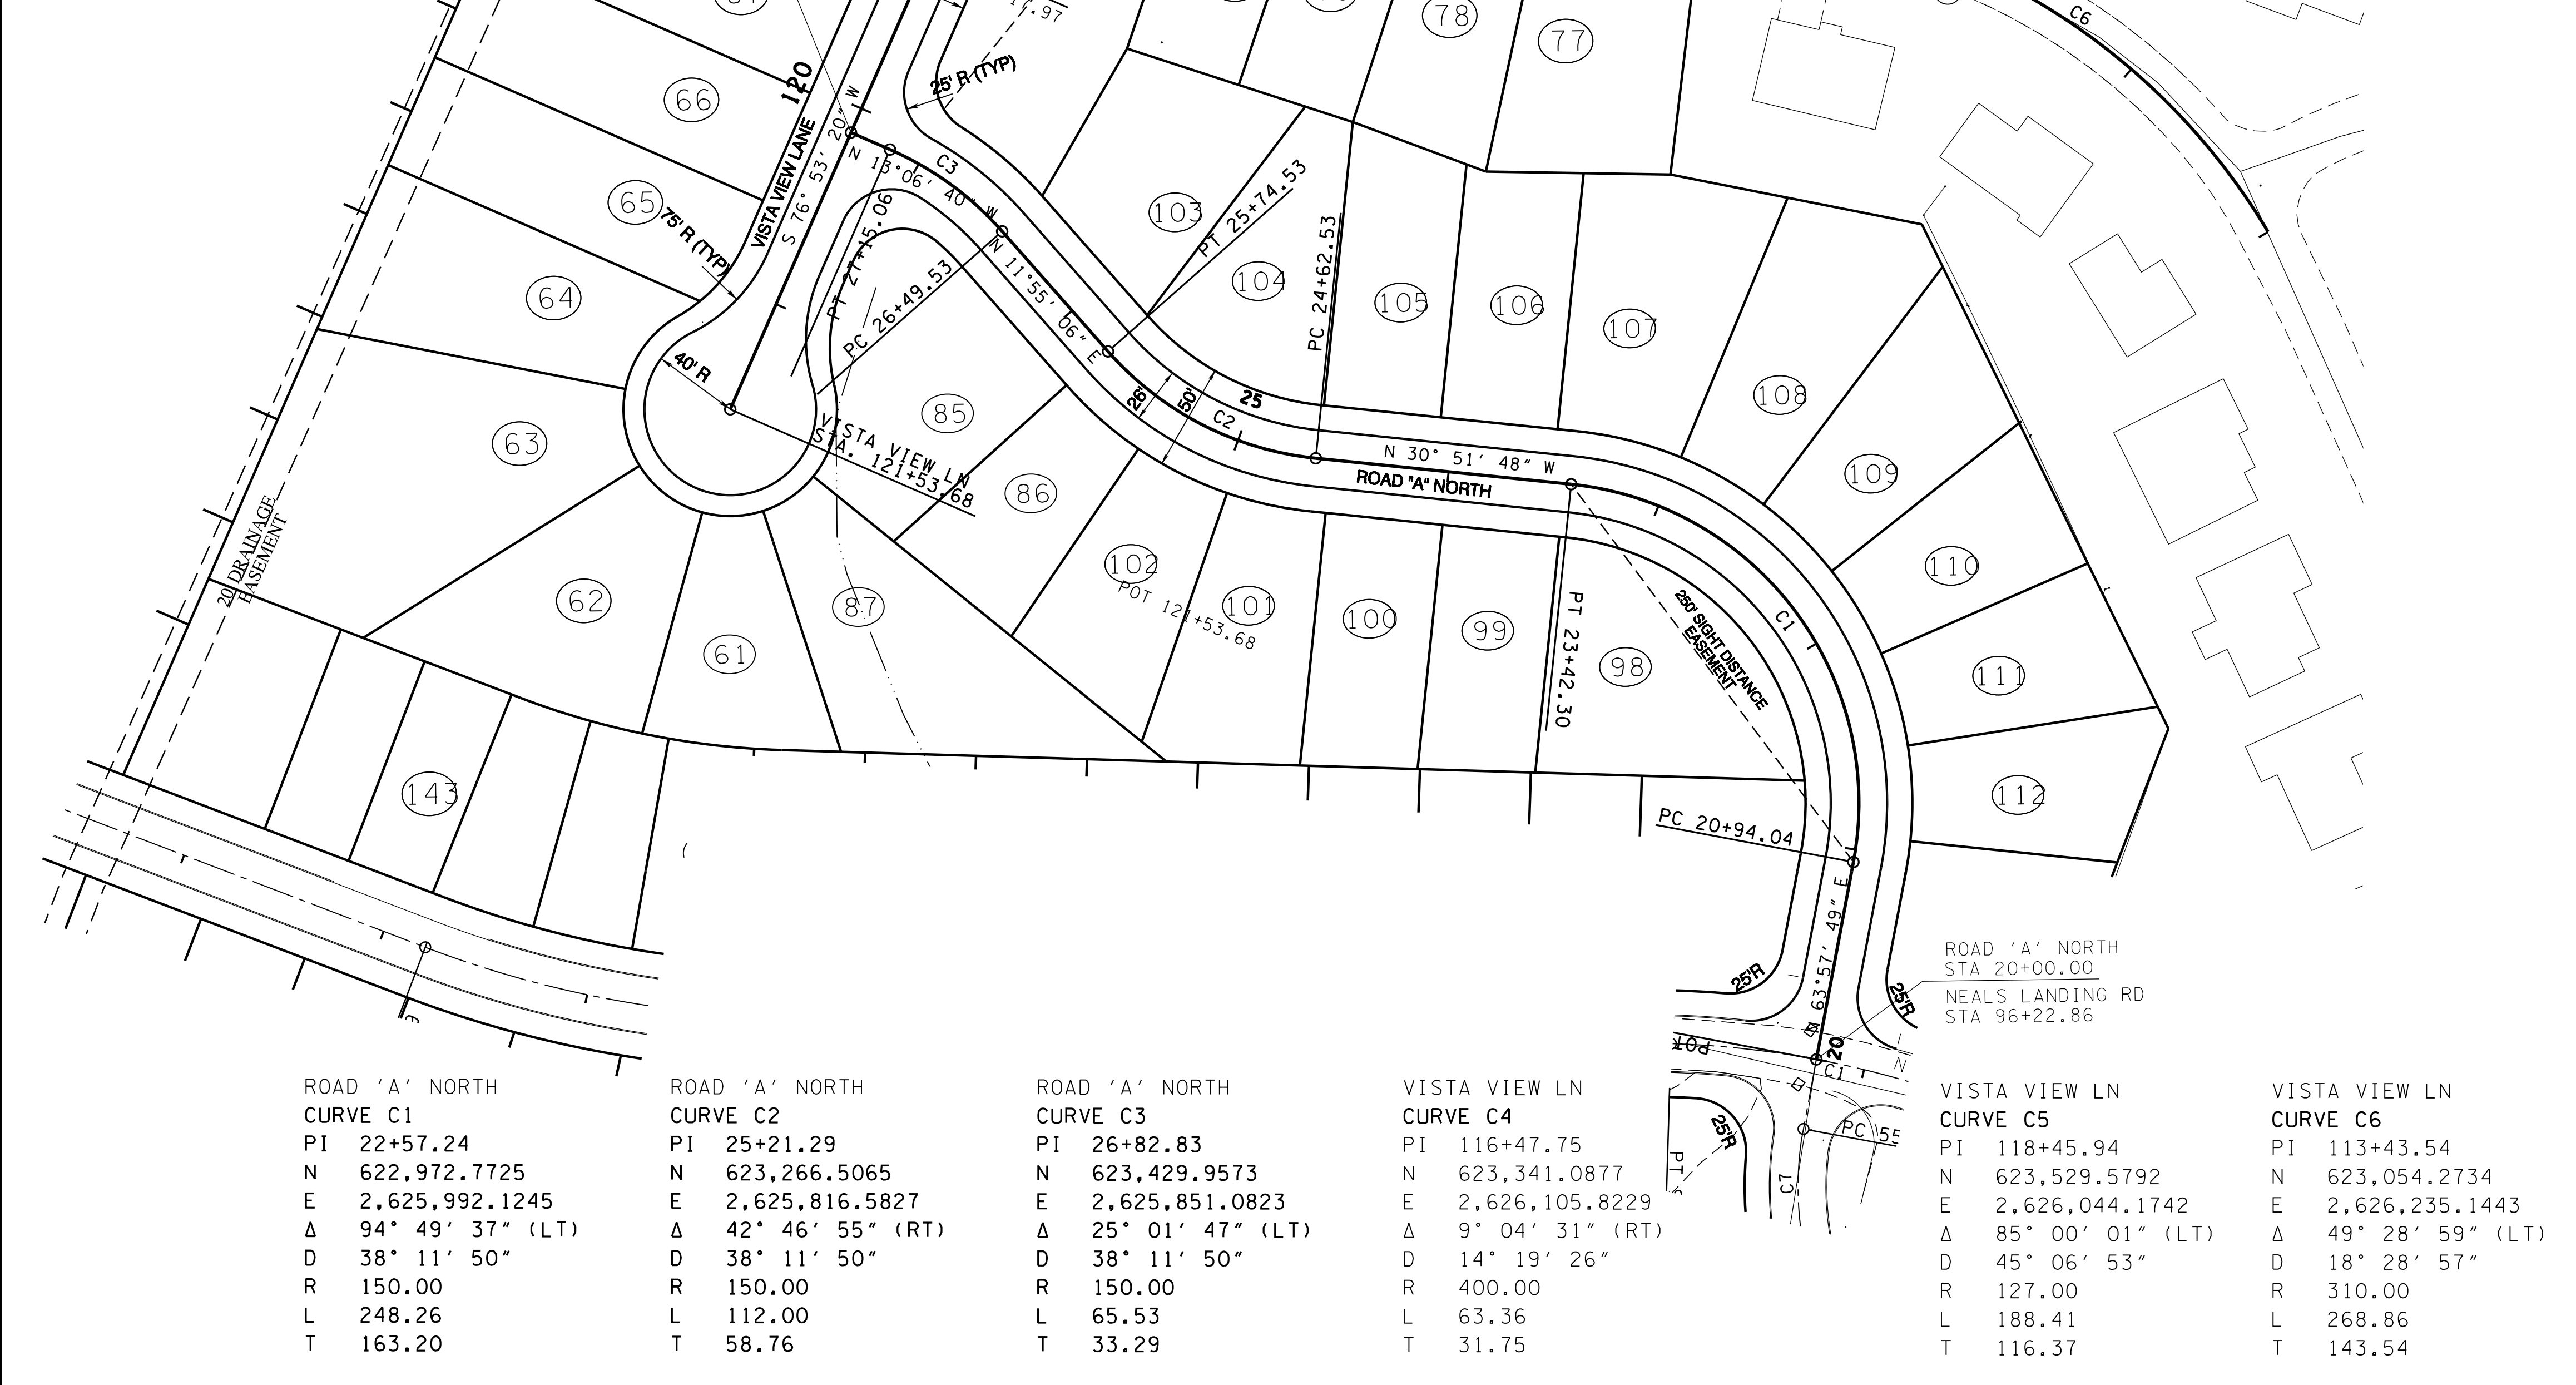 C6
78
77
66
120
25' R (TYP)
VISTA VIEW LANE
S 76° 53' 20" W
N 13°06' 40" W
C3
65
75' R (TYP)
103
PT 25+74.53
PT 27+15.06
PC 26+49.53
N 11°55' 06" E
64
104
PC 24+62.53
105
106
107
40' R
26'
50'
25
C2
108
85
VISTA VIEW LN
STA. 121+53.68
63
N 30° 51' 48" W
ROAD "A" NORTH
109
86
20' DRAINAGE
EASEMENT
102
POT 121+53.68
101
100
99
PT 23+42.30
98
250' SIGHT DISTANCE
EASEMENT
C1
110
62
87
61
111
143
112
PC 20+94.04
N 63°57' 49" E
25'R
25'R
ROAD 'A' NORTH
STA 20+00.00
NEALS LANDING RD
STA 96+22.86
POT
20
C1
N
25'R
PC 55
PT
C7
ROAD 'A' NORTH
CURVE C1
PI 22+57.24
N 622,972.7725
E 2,625,992.1245
Δ 94° 49' 37" (LT)
D 38° 11' 50"
R 150.00
L 248.26
T 163.20
ROAD 'A' NORTH
CURVE C2
PI 25+21.29
N 623,266.5065
E 2,625,816.5827
Δ 42° 46' 55" (RT)
D 38° 11' 50"
R 150.00
L 112.00
T 58.76
ROAD 'A' NORTH
CURVE C3
PI 26+82.83
N 623,429.9573
E 2,625,851.0823
Δ 25° 01' 47" (LT)
D 38° 11' 50"
R 150.00
L 65.53
T 33.29
VISTA VIEW LN
CURVE C4
PI 116+47.75
N 623,341.0877
E 2,626,105.8229
Δ 9° 04' 31" (RT)
D 14° 19' 26"
R 400.00
L 63.36
T 31.75
VISTA VIEW LN
CURVE C5
PI 118+45.94
N 623,529.5792
E 2,626,044.1742
Δ 85° 00' 01" (LT)
D 45° 06' 53"
R 127.00
L 188.41
T 116.37
VISTA VIEW LN
CURVE C6
PI 113+43.54
N 623,054.2734
E 2,626,235.1443
Δ 49° 28' 59" (LT)
D 18° 28' 57"
R 310.00
L 268.86
T 143.54